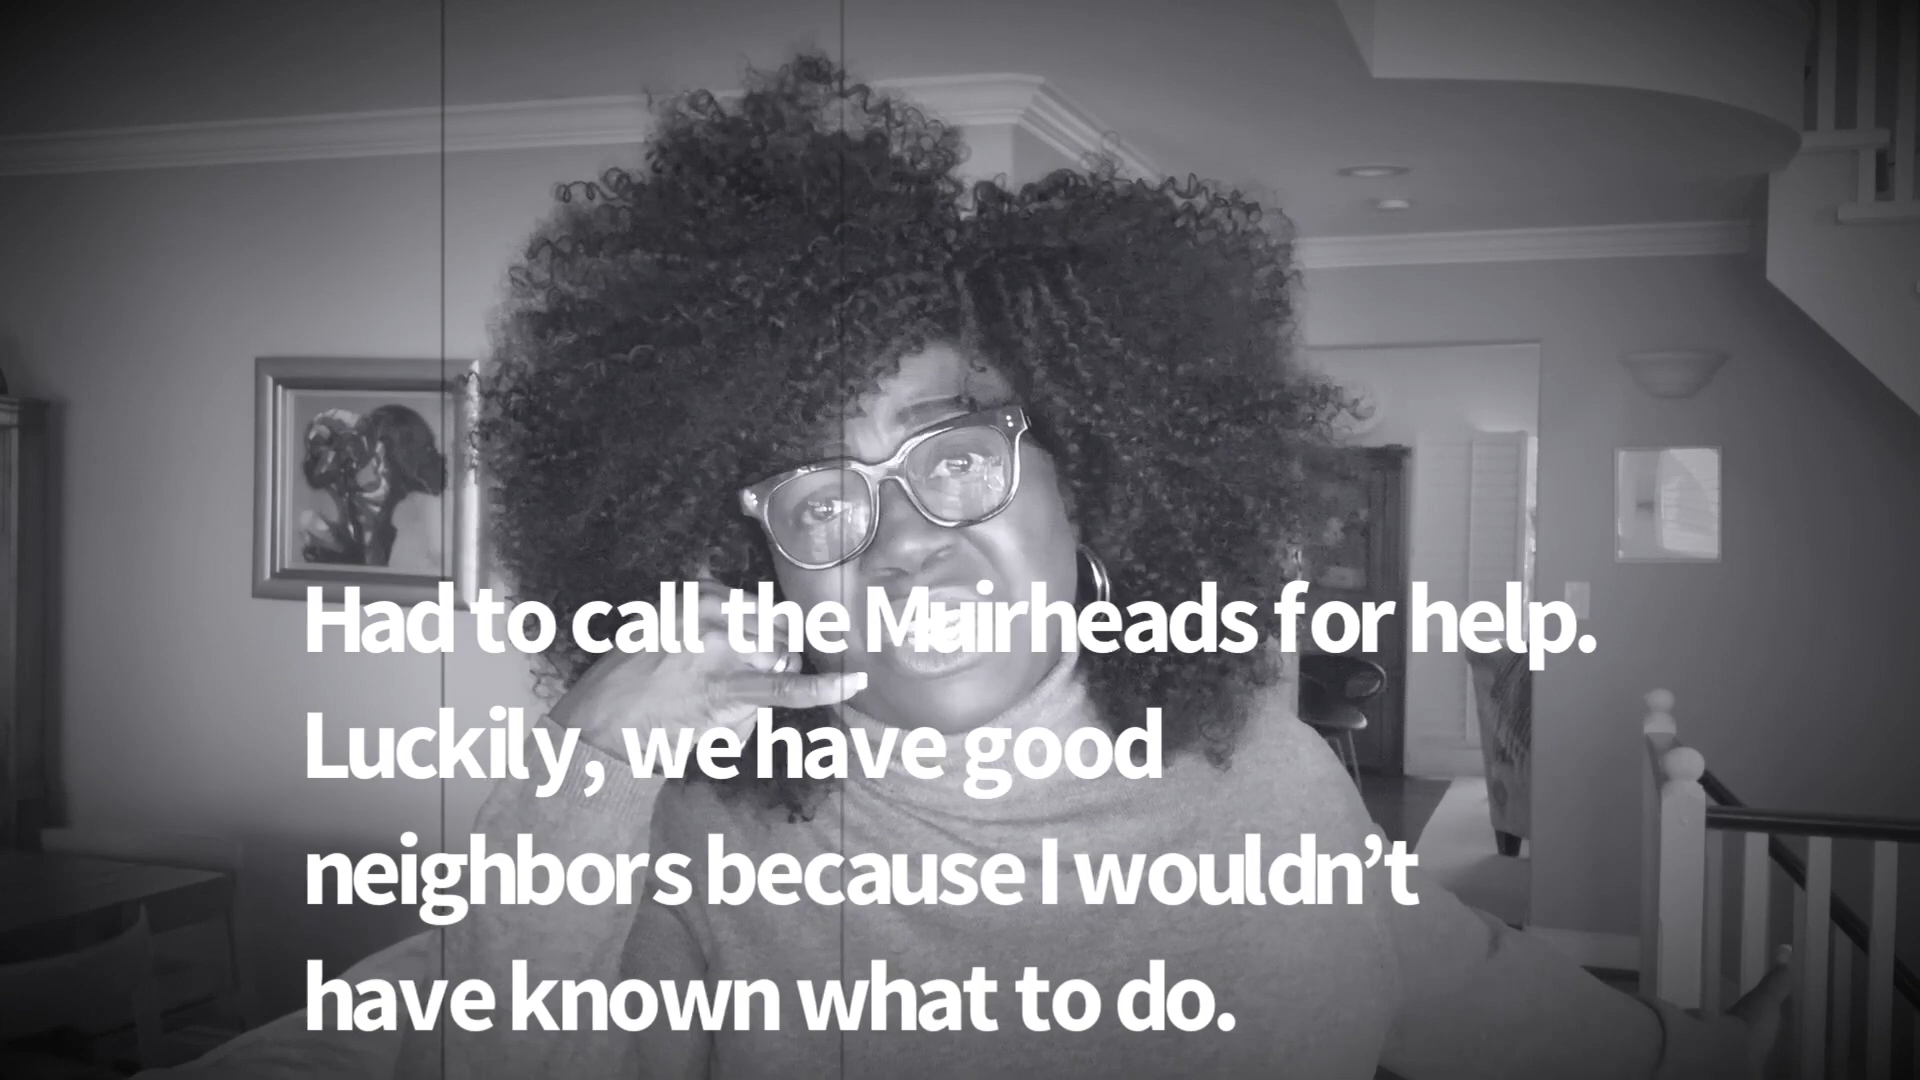 Had to call the Muirheads for help.
Luckily, we have good
neighbors because I wouldn’t
have known what to do.